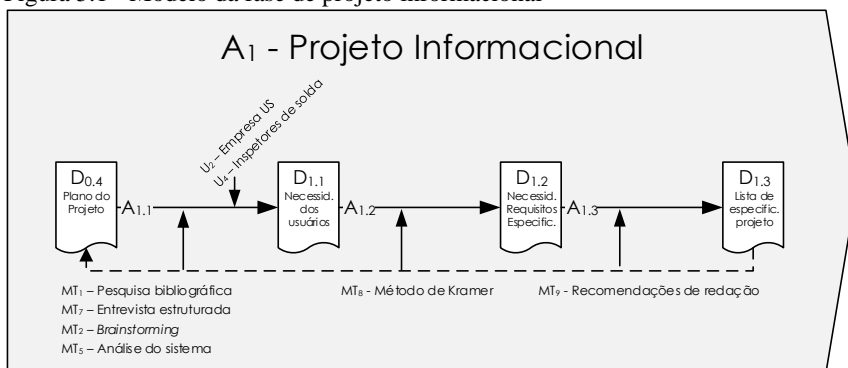 Figura 5.1 - Modelo da fase de projeto informacional
A1 - Projeto Informacional
U2 – Empresa US
U4 – Inspetores de solda
D0.4
Plano do
Projeto
A1.1
D1.1
Necessid.
dos
usuários
A1.2
D1.2
Necessid.
Requisitos
Especific.
A1.3
D1.3
Lista de
especific.
projeto
MT1 – Pesquisa bibliográfica
MT7 – Entrevista estruturada
MT2 – Brainstorming
MT5 – Análise do sistema
MT8 - Método de Kramer
MT9 - Recomendações de redação